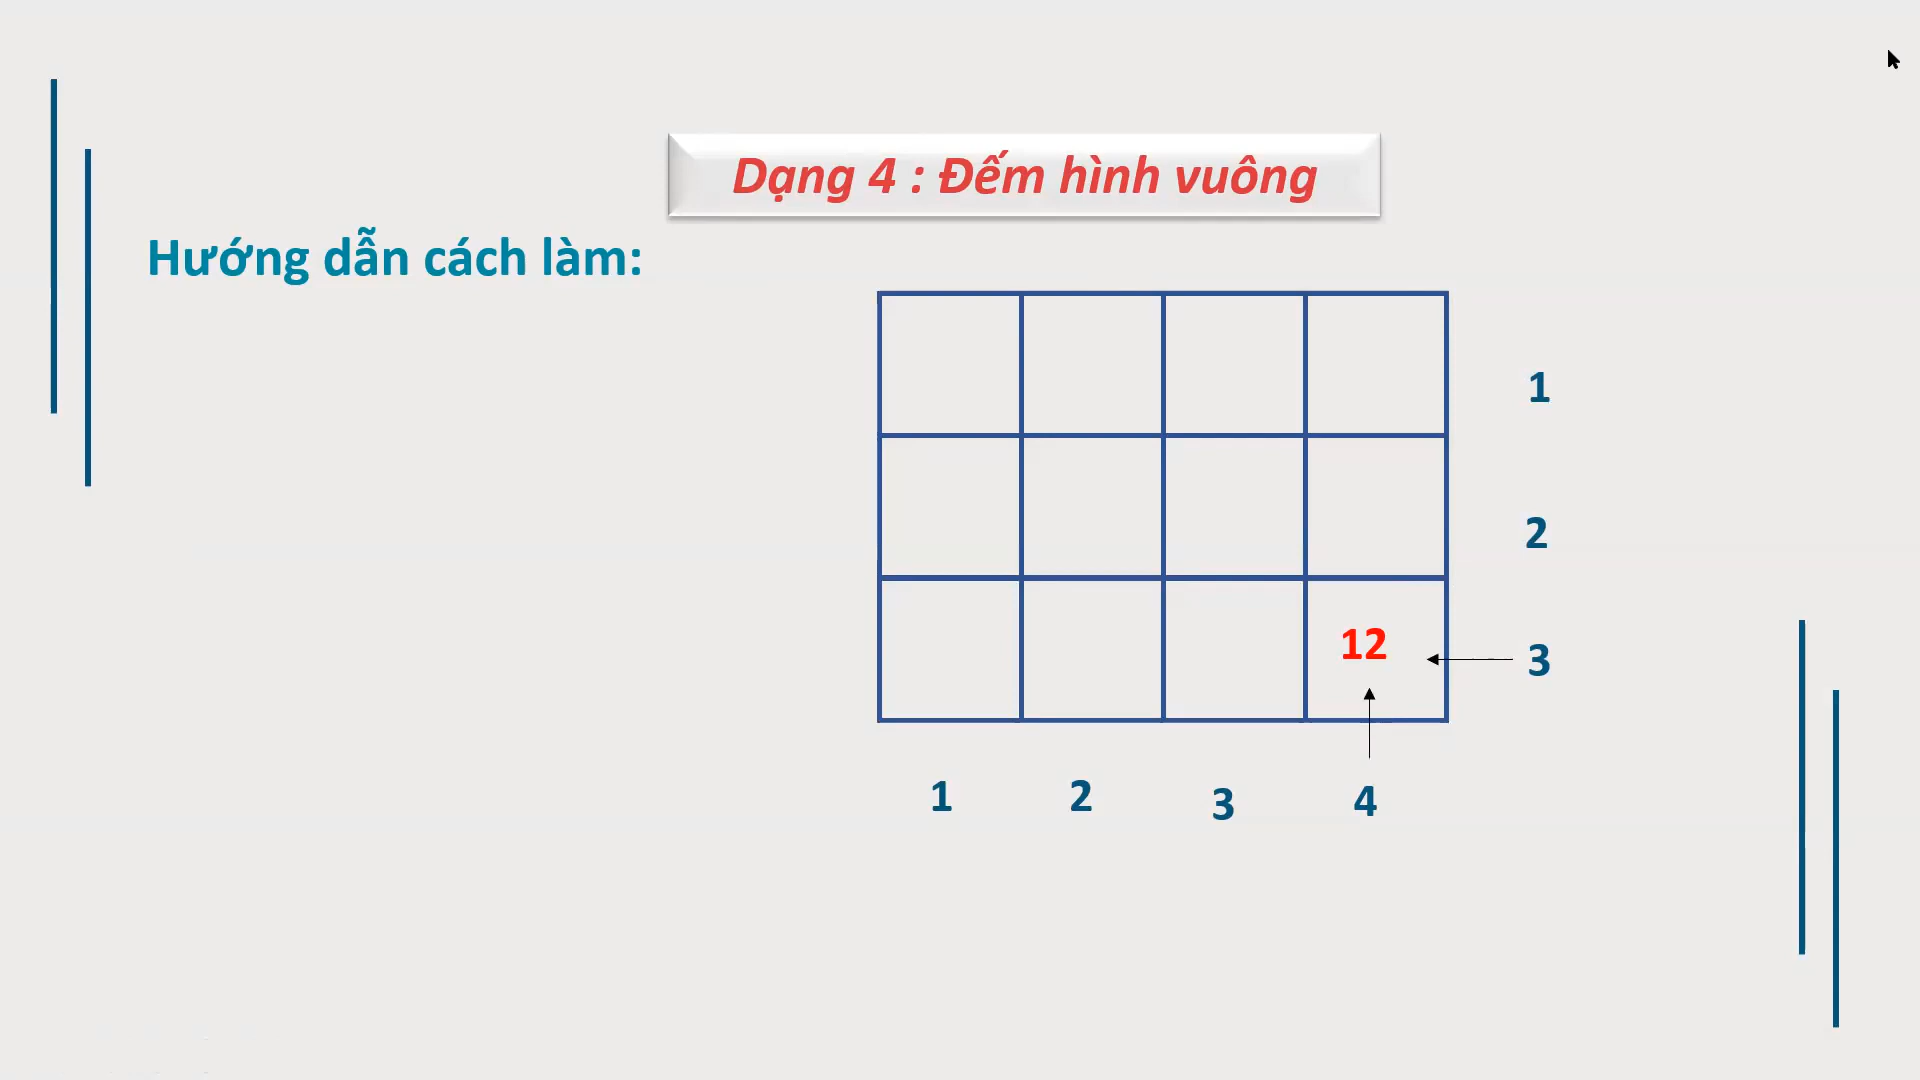 Dạng 4 : Đếm hình vuông
Hướng dẫn cách làm:
1
2
12
3
1 2 3 4